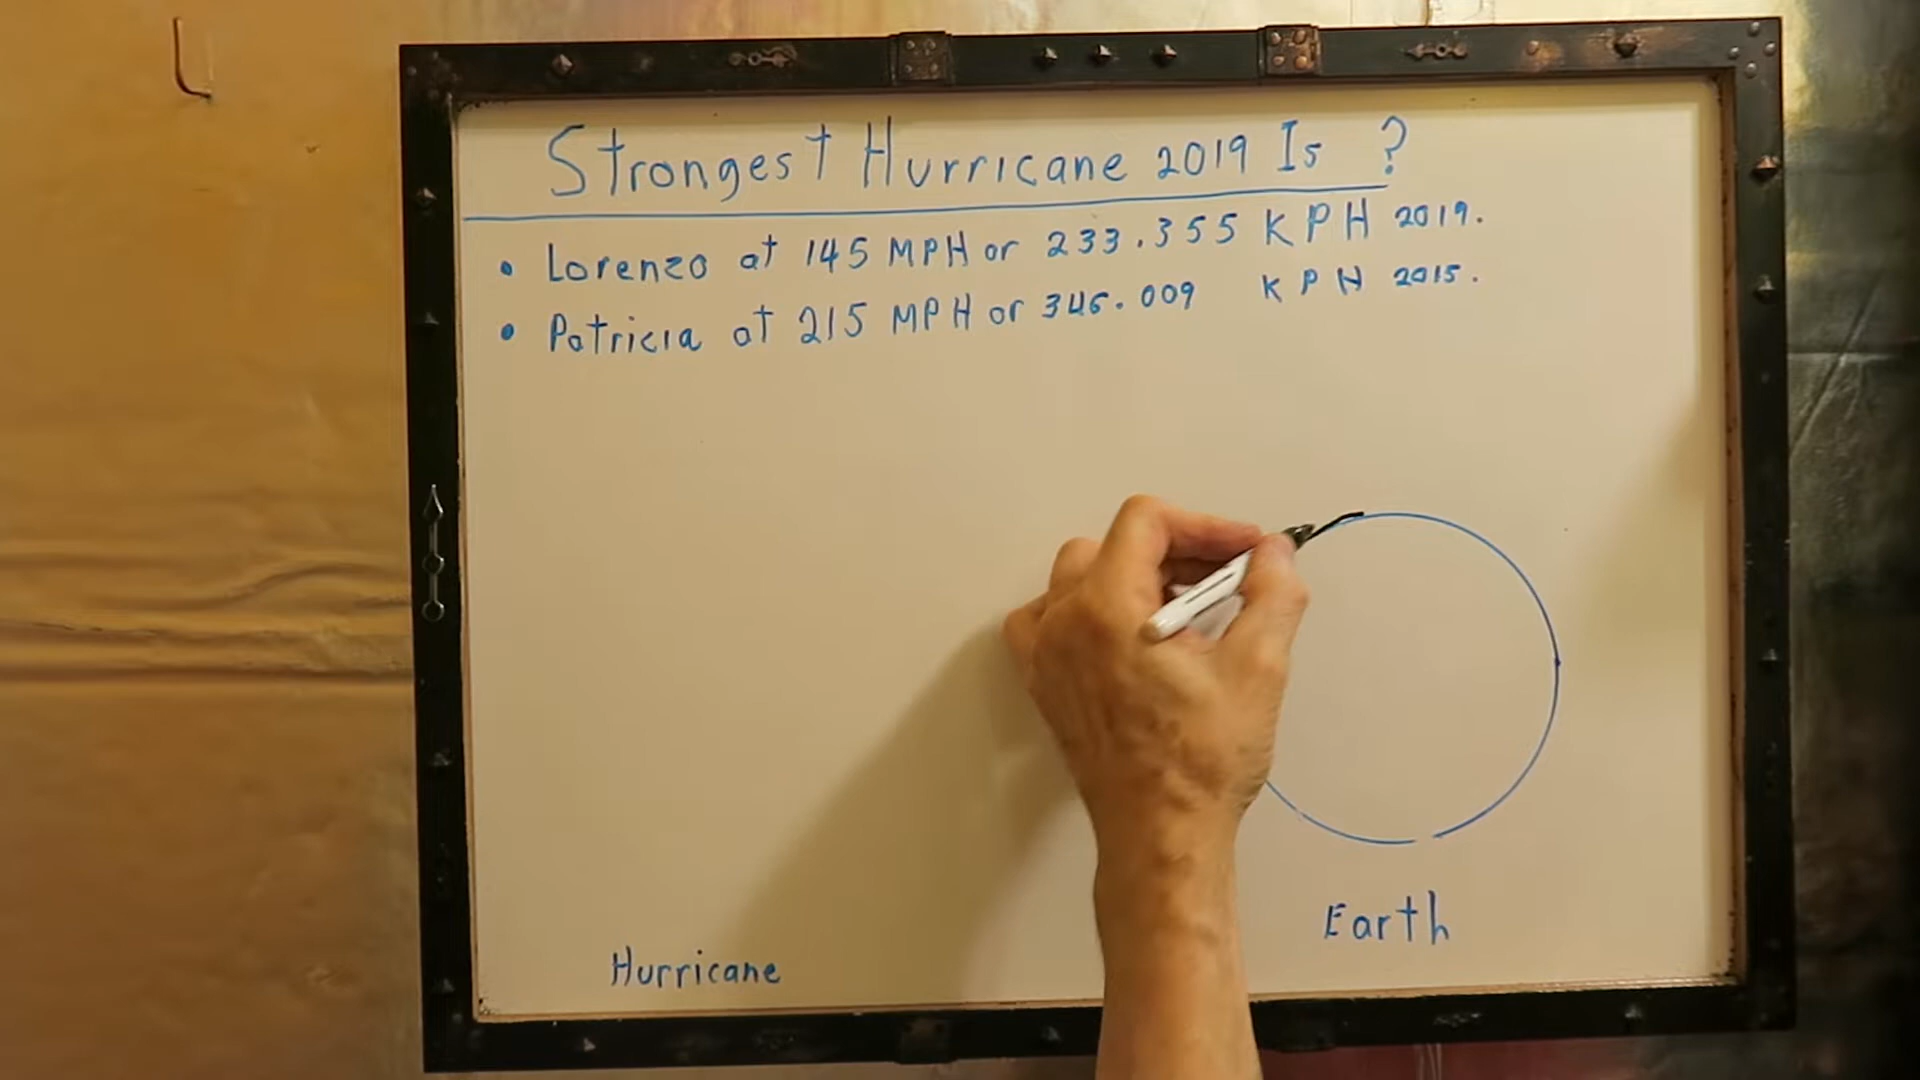 Strongest Hurricane 2019 Is ?
• Lorenzo at 145 MPH or 233.355 KPH 2019.
• Patricia at 215 MPH or 346.009 KPH 2015.
Earth
Hurricane